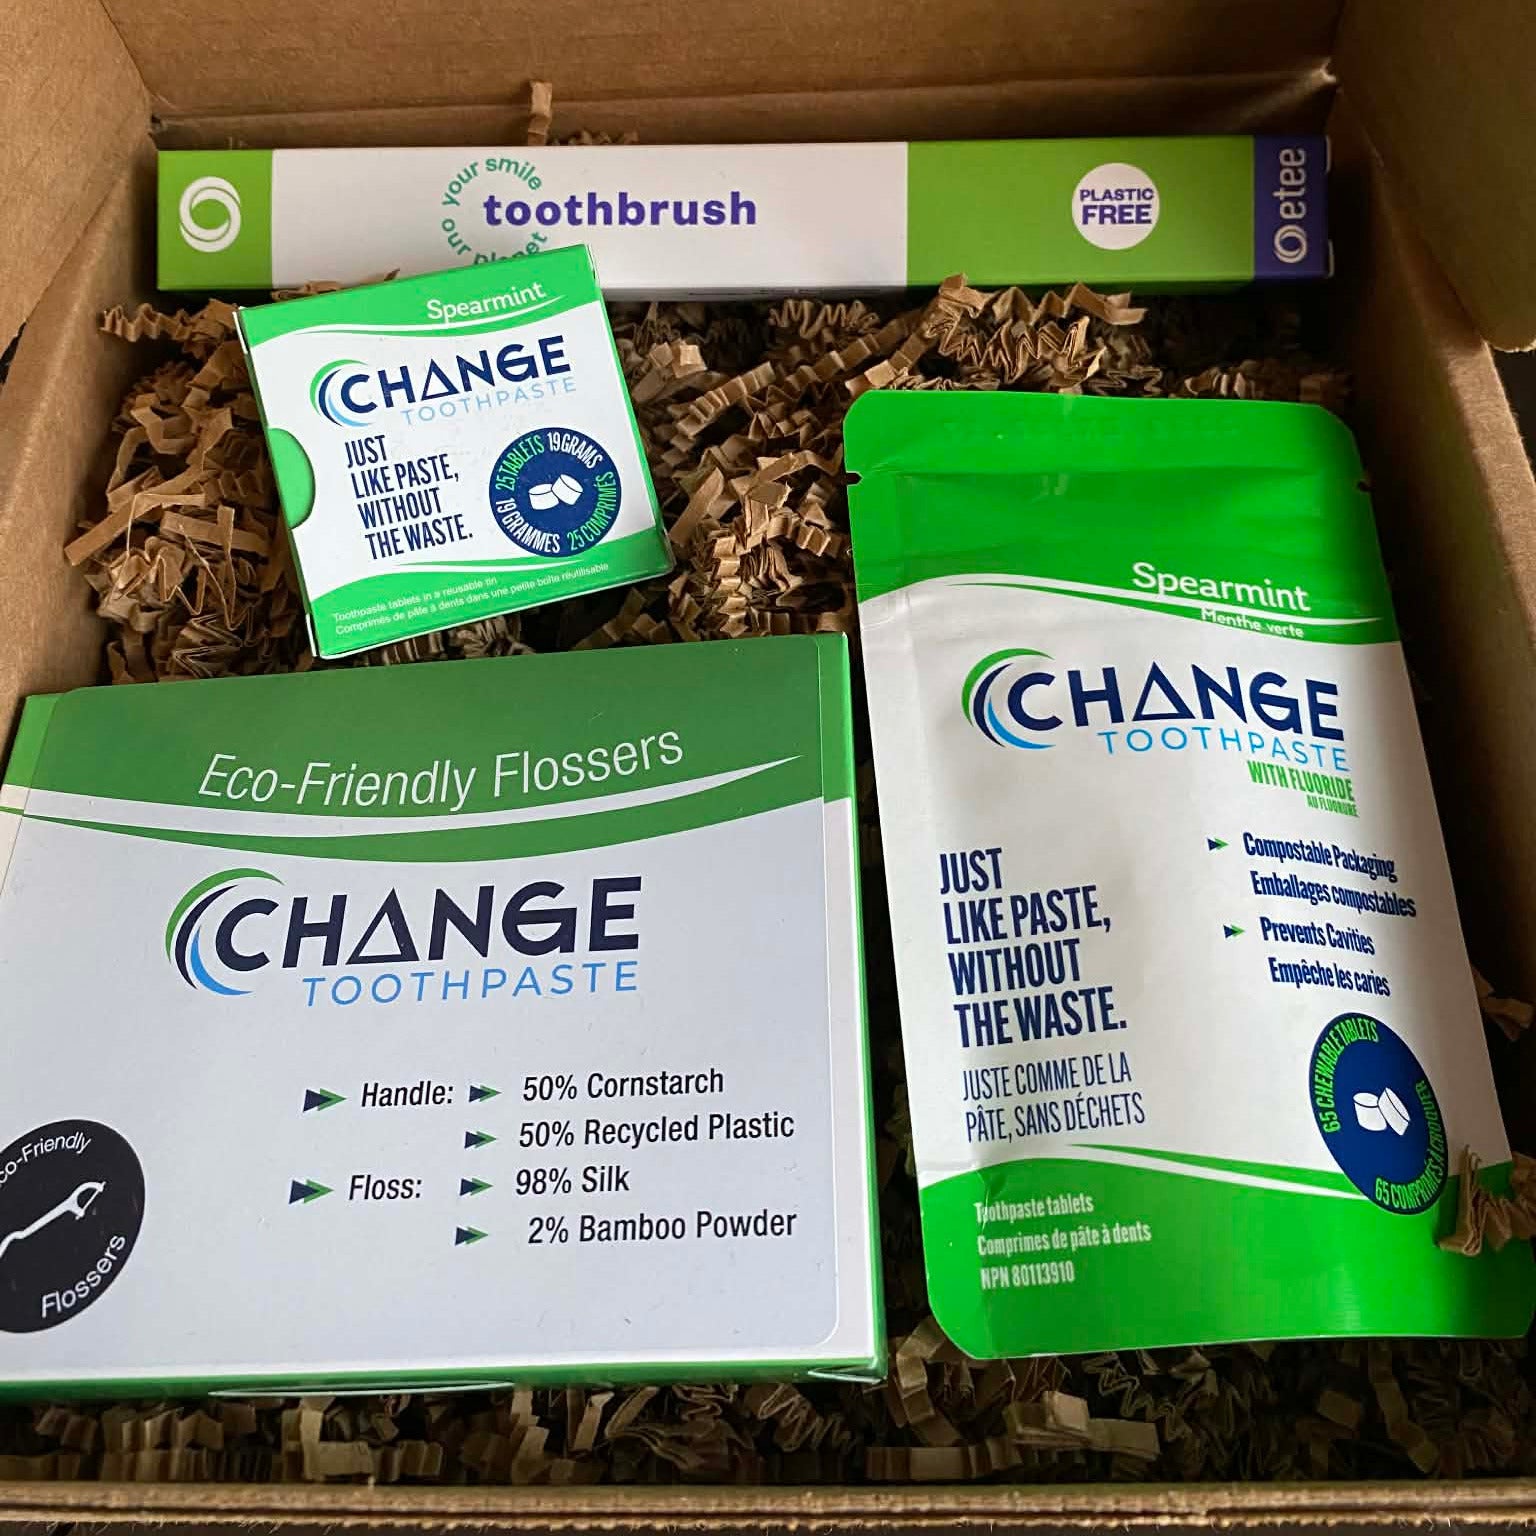 your smile
our planet
toothbrush
PLASTIC
FREE
etee
Spearmint
CHANGE
TOOTHPASTE
JUST
LIKE PASTE,
WITHOUT
THE WASTE.
25 TABLETS 19 GRAMS
19 GRAMMES 25 COMPRIMÉS
Toothpaste tablets in a reusable tin
Comprimés de pâte à dents dans une petite boîte réutilisable
Eco-Friendly Flossers
CHANGE
TOOTHPASTE
Handle: 50% Cornstarch
50% Recycled Plastic
Floss: 98% Silk
2% Bamboo Powder
co-Friendly
Flossers
Spearmint
Menthe verte
CHANGE
TOOTHPASTE
WITH FLUORIDE
AU FLUORURE
JUST
LIKE PASTE,
WITHOUT
THE WASTE.
JUSTE COMME DE LA
PÂTE, SANS DÉCHETS
Compostable Packaging
Emballages compostables
Prevents Cavities
Empêche les caries
65 CHEWABLE TABLETS
65 COMPRIMÉS À CROQUER
Toothpaste tablets
Comprimes de pâte à dents
NPN 80113910